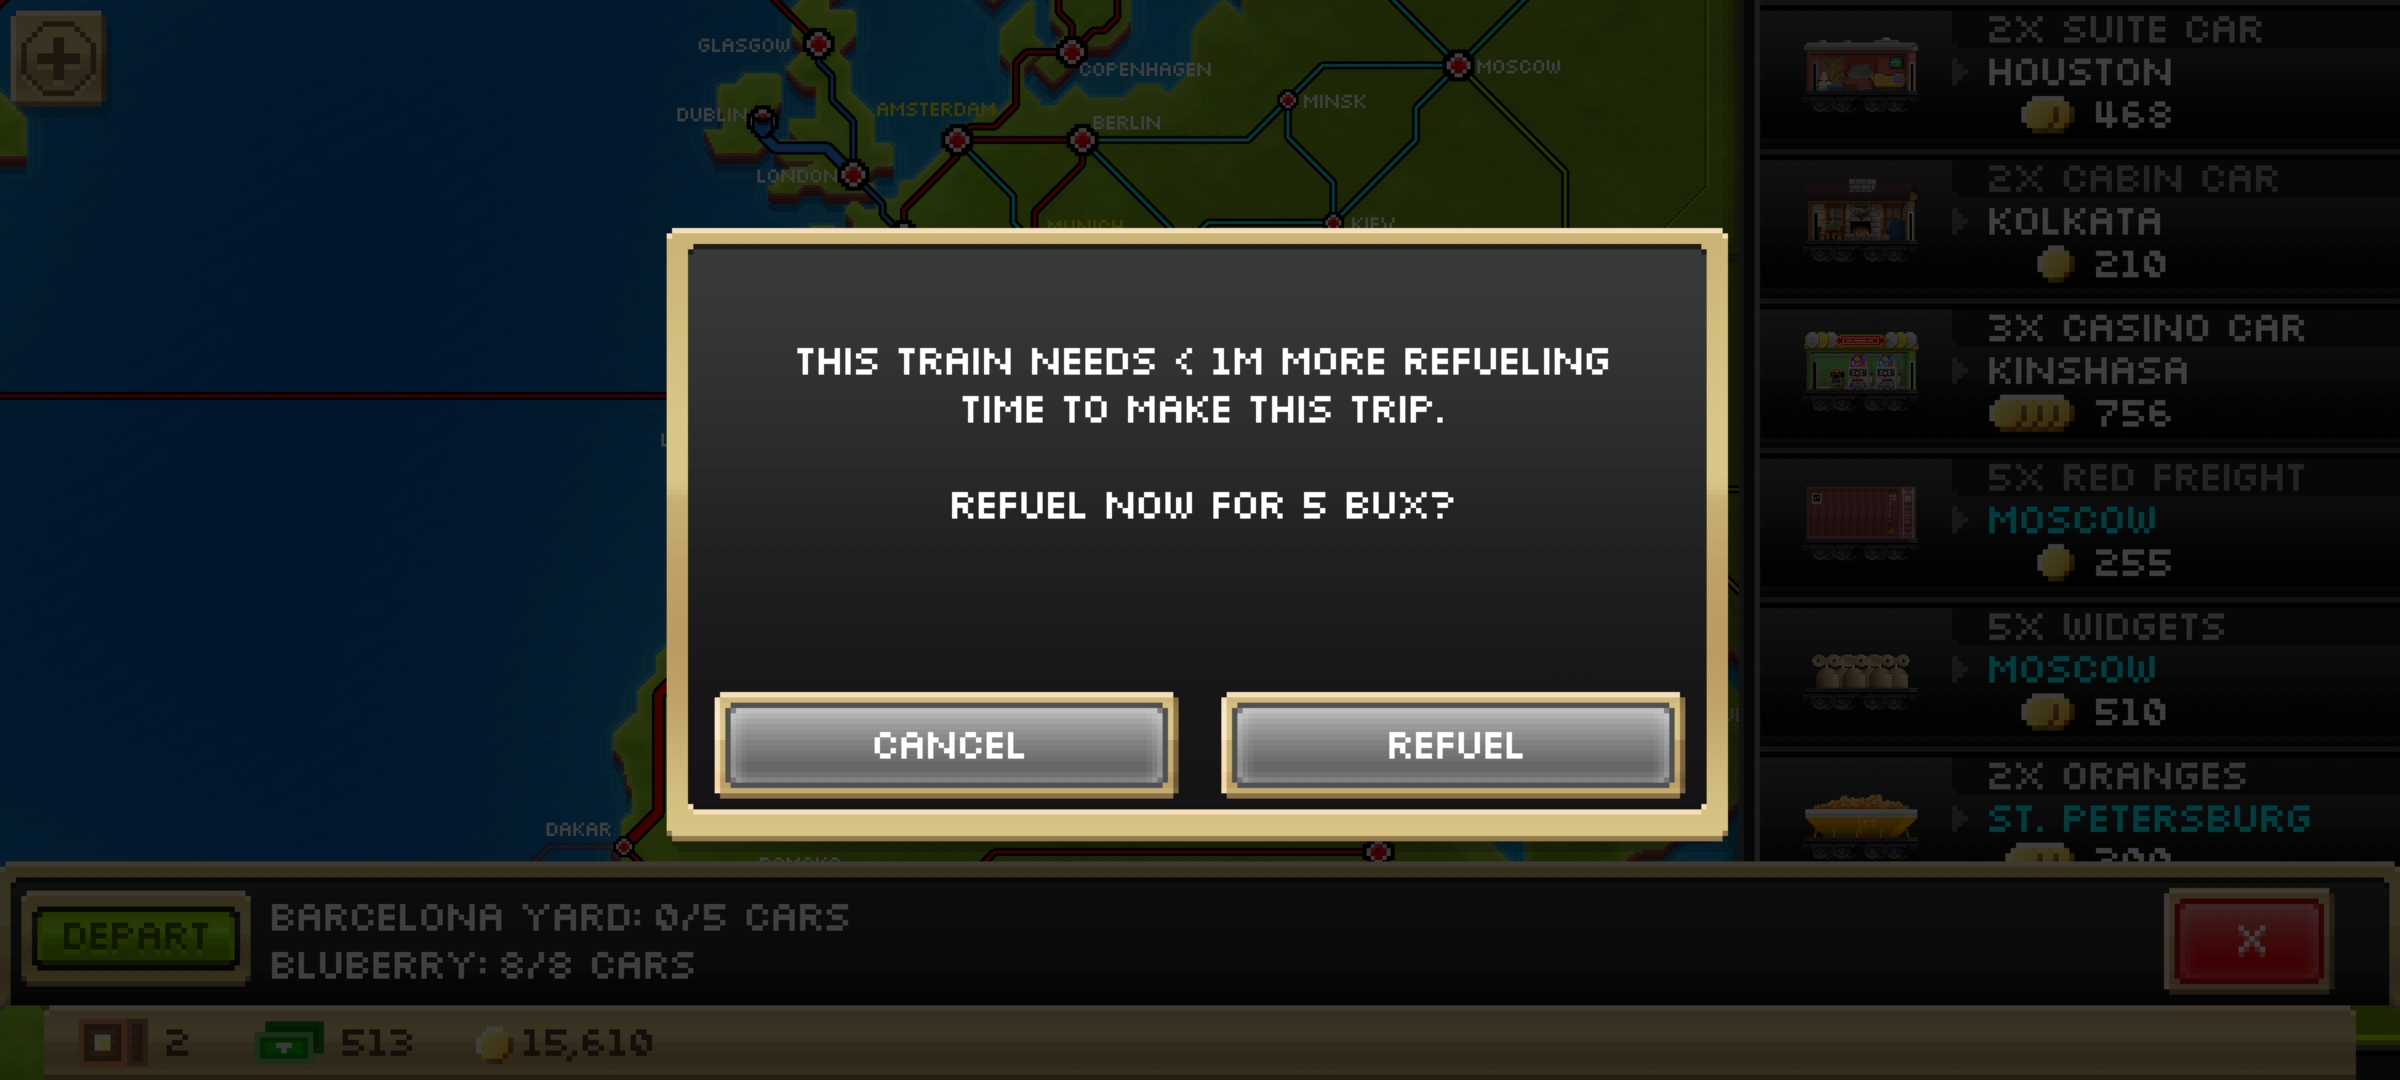 GLASGOW
COPENHAGEN
MOSCOW
DUBLIN
AMSTERDAM
MINSK
BERLIN
LONDON
MUNICH
KIEV
2X SUITE CAR
HOUSTON
468
2X CABIN CAR
KOLKATA
210
3X CASINO CAR
KINSHASA
756
5X RED FREIGHT
MOSCOW
255
5X WIDGETS
MOSCOW
510
2X ORANGES
ST. PETERSBURG
THIS TRAIN NEEDS < 1M MORE REFUELING
TIME TO MAKE THIS TRIP.
REFUEL NOW FOR 5 BUX?
CANCEL
REFUEL
DAKAR
DEPART
BARCELONA YARD: 0/5 CARS
BLUBERRY: 8/8 CARS
X
2
513
15,610